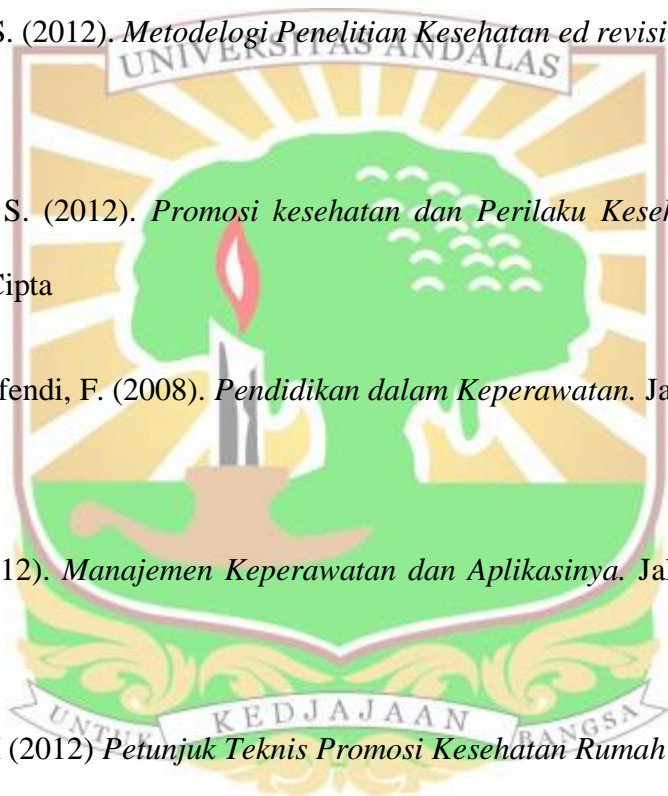 S. (2012). Metodelogi Penelitian Kesehatan ed revisi
UNIVERSITAS ANDALAS
S. (2012). Promosi kesehatan dan Perilaku Keseh
Cipta
fendi, F. (2008). Pendidikan dalam Keperawatan. Ja
12). Manajemen Keperawatan dan Aplikasinya. Ja
UNTUK KEDJAJAAN BANGSA
(2012) Petunjuk Teknis Promosi Kesehatan Rumah